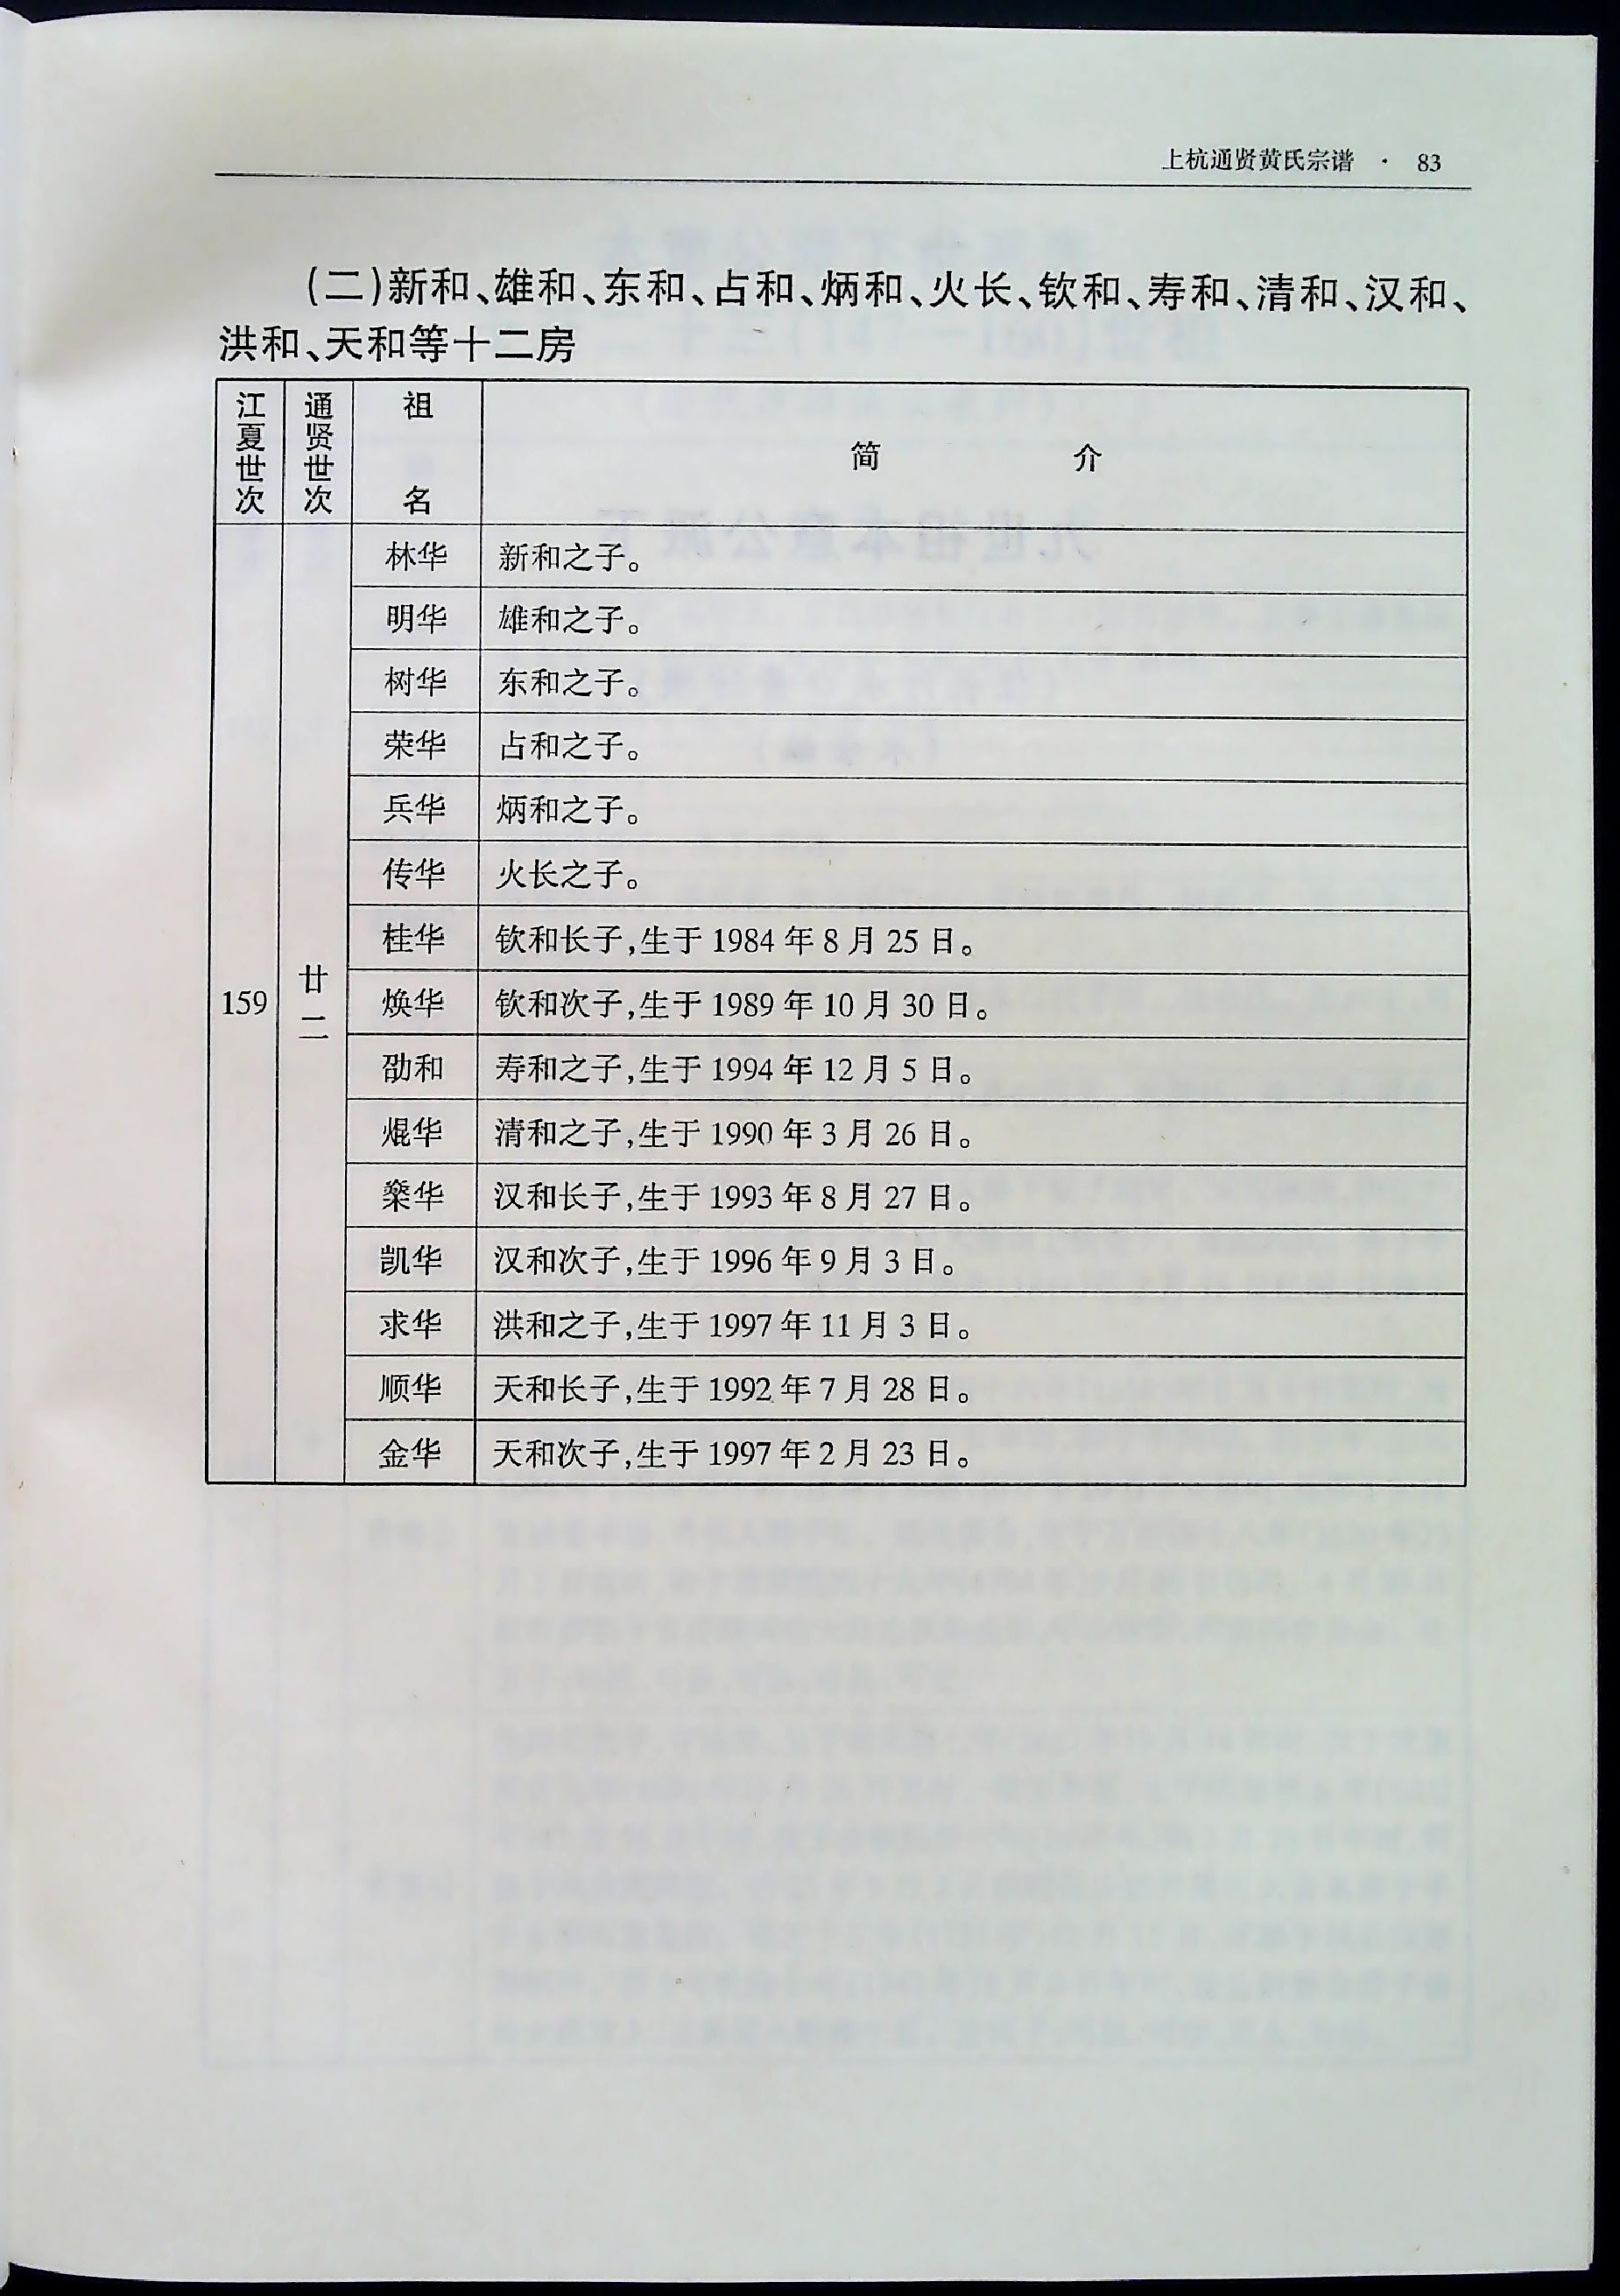 上杭通贤黄氏宗谱 · 83
(二)新和、雄和、东和、占和、炳和、火长、钦和、寿和、清和、汉和、
洪和、天和等十二房
江夏世次 通贤世次 祖名 简介
159 廿二
林华 新和之子。
明华 雄和之子。
树华 东和之子。
荣华 占和之子。
兵华 炳和之子。
传华 火长之子。
桂华 钦和长子,生于 1984 年 8 月 25 日。
焕华 钦和次子,生于 1989 年 10 月 30 日。
劭和 寿和之子,生于 1994 年 12 月 5 日。
焜华 清和之子,生于 1990 年 3 月 26 日。
燊华 汉和长子,生于 1993 年 8 月 27 日。
凯华 汉和次子,生于 1996 年 9 月 3 日。
求华 洪和之子,生于 1997 年 11 月 3 日。
顺华 天和长子,生于 1992 年 7 月 28 日。
金华 天和次子,生于 1997 年 2 月 23 日。